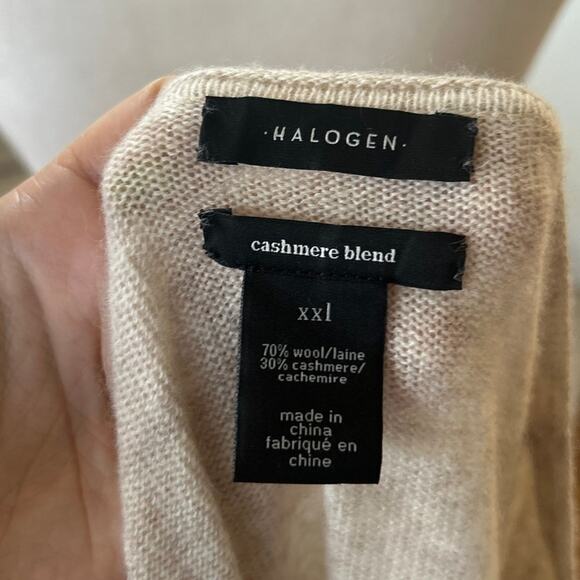 ·HALOGEN·
cashmere blend
xxl
70% wool/laine
30% cashmere/
cachemire
made in
china
fabriqué en
chine